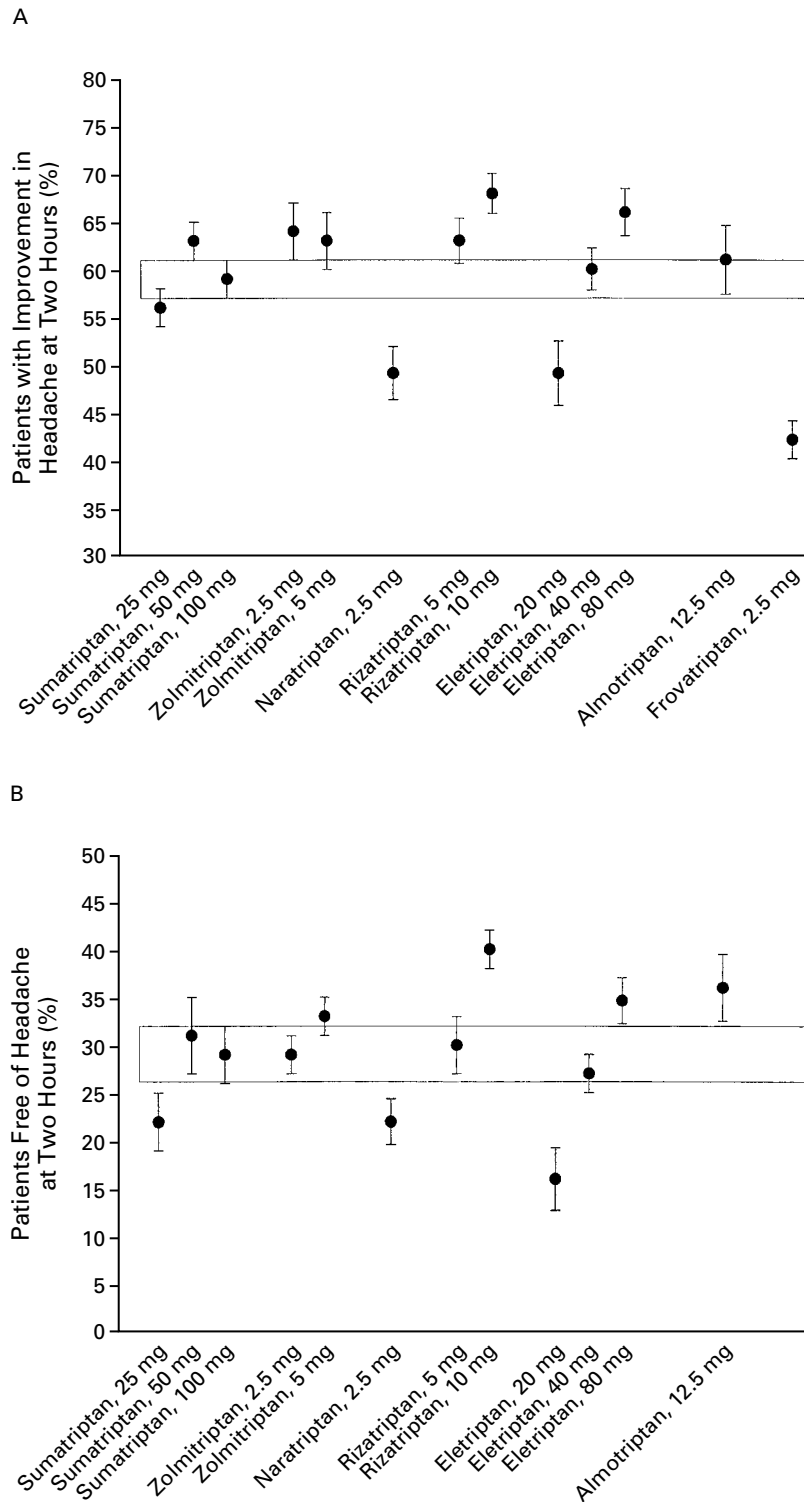 A
Patients with Improvement in
Headache at Two Hours (%)
80
75
70
65
60
55
50
45
40
35
30
Sumatriptan, 25 mg
Sumatriptan, 50 mg
Sumatriptan, 100 mg
Zolmitriptan, 2.5 mg
Zolmitriptan, 5 mg
Naratriptan, 2.5 mg
Rizatriptan, 5 mg
Rizatriptan, 10 mg
Eletriptan, 20 mg
Eletriptan, 40 mg
Eletriptan, 80 mg
Almotriptan, 12.5 mg
Frovatriptan, 2.5 mg
B
Patients Free of Headache
at Two Hours (%)
50
45
40
35
30
25
20
15
10
5
0
Sumatriptan, 25 mg
Sumatriptan, 50 mg
Sumatriptan, 100 mg
Zolmitriptan, 2.5 mg
Zolmitriptan, 5 mg
Naratriptan, 2.5 mg
Rizatriptan, 5 mg
Rizatriptan, 10 mg
Eletriptan, 20 mg
Eletriptan, 40 mg
Eletriptan, 80 mg
Almotriptan, 12.5 mg